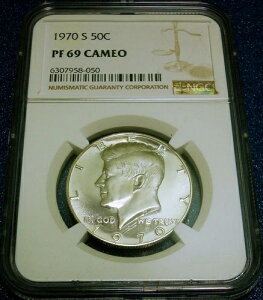 1970 S 50C
PF 69 CAMEO
6307958-050
NUMISMATIC GUARANTY CORPORATION
NGC
LIBERTY
IN GOD WE TRUST
1970